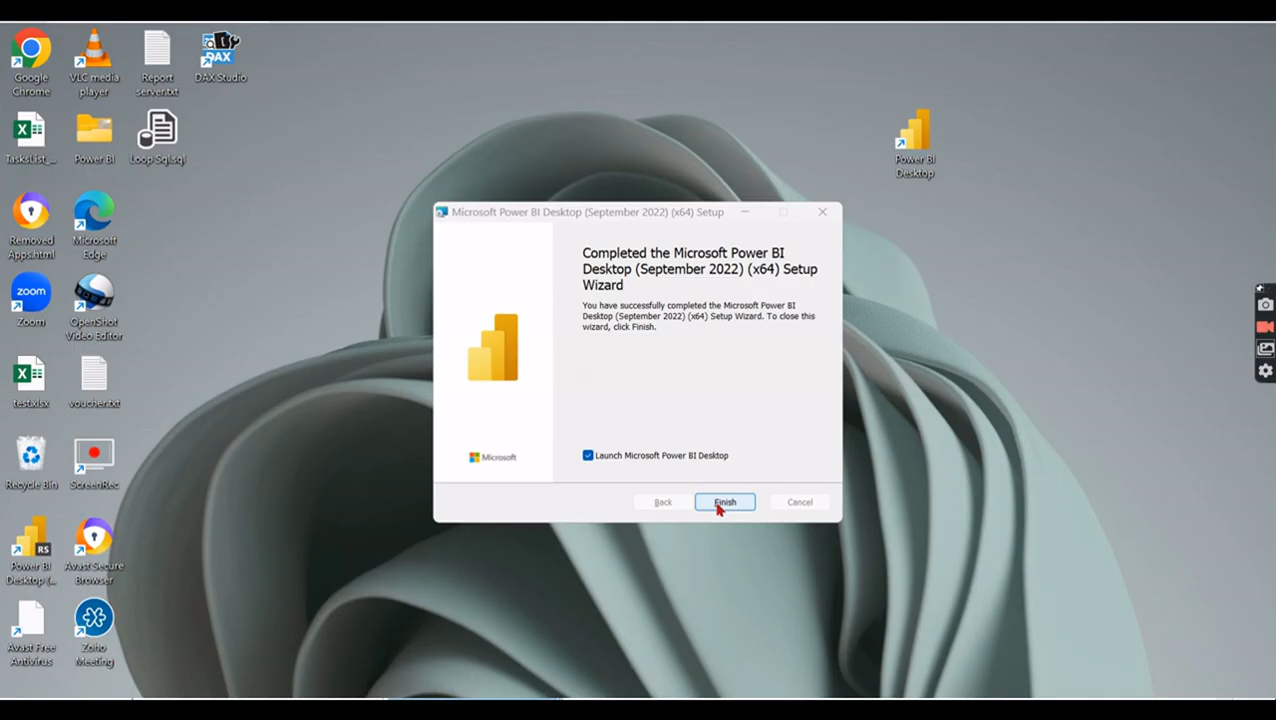 Google
Chrome
VLC media
player
Report
server.txt
DAX
DAX Studio
TasksList_...
Power BI
Loop Sql.sql
Power BI
Desktop
Removed
Apps.html
Microsoft
Edge
zoom
Zoom
OpenShot
Video Editor
test.xlsx
voucher.txt
Recycle Bin
ScreenRec
RS
Power BI
Desktop (...
Avast Secure
Browser
Avast Free
Antivirus
Zoho
Meeting
Microsoft Power BI Desktop (September 2022) (x64) Setup
Completed the Microsoft Power BI
Desktop (September 2022) (x64) Setup
Wizard
You have successfully completed the Microsoft Power BI
Desktop (September 2022) (x64) Setup Wizard. To close this
wizard, click Finish.
Microsoft
Launch Microsoft Power BI Desktop
Back
Finish
Cancel